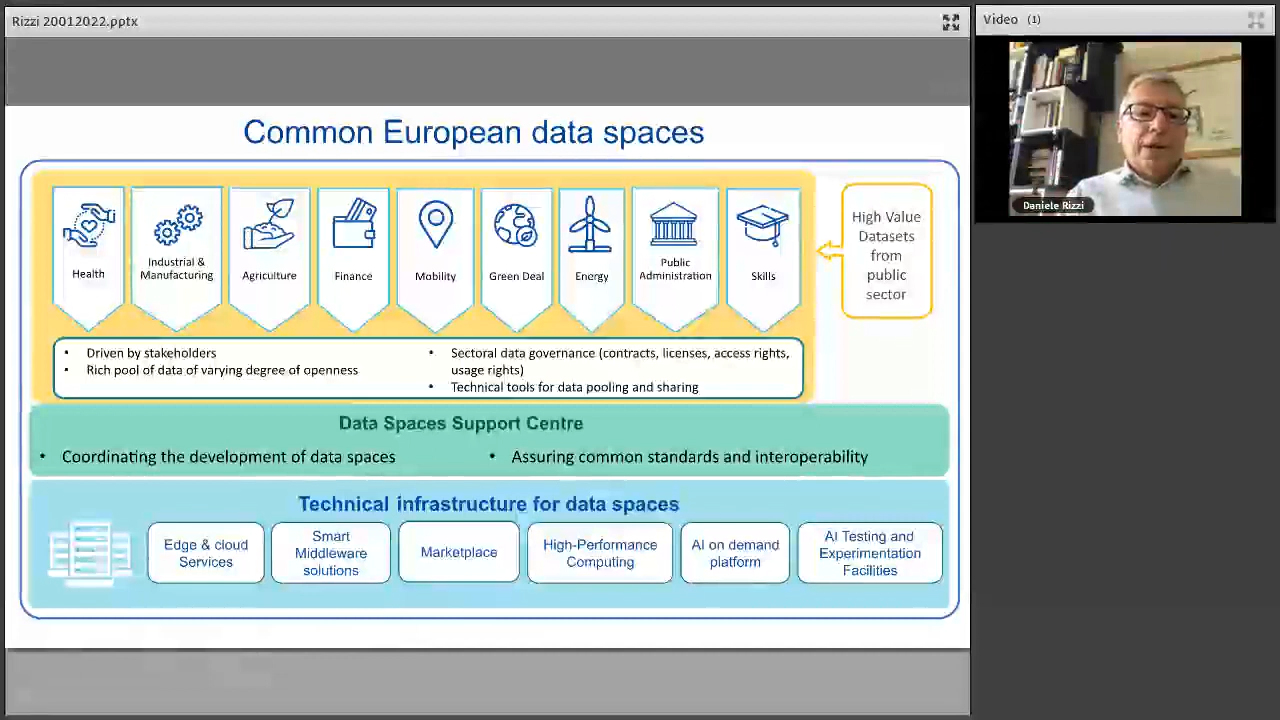 Rizzi 20012022.pptx
Video (1)
Daniele Rizzi
Common European data spaces
Health
Industrial &
Manufacturing
Agriculture
Finance
Mobility
Green Deal
Energy
Public
Administration
Skills
High Value
Datasets
from
public
sector
• Driven by stakeholders
• Rich pool of data of varying degree of openness
• Sectoral data governance (contracts, licenses, access rights,
usage rights)
• Technical tools for data pooling and sharing
Data Spaces Support Centre
• Coordinating the development of data spaces
• Assuring common standards and interoperability
Technical infrastructure for data spaces
Edge & cloud
Services
Smart
Middleware
solutions
Marketplace
High-Performance
Computing
AI on demand
platform
AI Testing and
Experimentation
Facilities